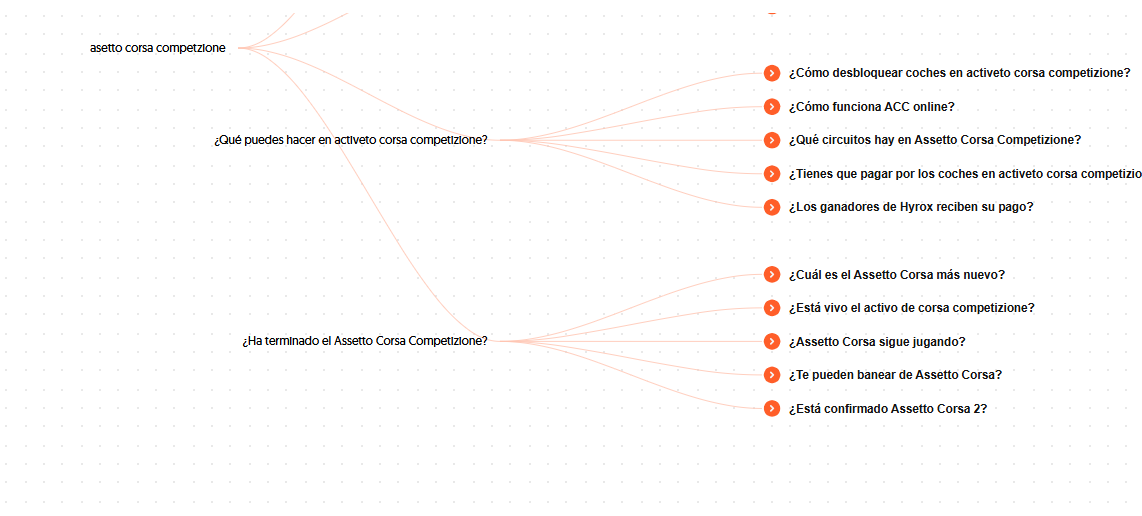 asetto corsa competzione
¿Qué puedes hacer en activeto corsa competizione?
¿Cómo desbloquear coches en activeto corsa competizione?
¿Cómo funciona ACC online?
¿Qué circuitos hay en Assetto Corsa Competizione?
¿Tienes que pagar por los coches en activeto corsa competizio
¿Los ganadores de Hyrox reciben su pago?
¿Ha terminado el Assetto Corsa Competizione?
¿Cuál es el Assetto Corsa más nuevo?
¿Está vivo el activo de corsa competizione?
¿Assetto Corsa sigue jugando?
¿Te pueden banear de Assetto Corsa?
¿Está confirmado Assetto Corsa 2?